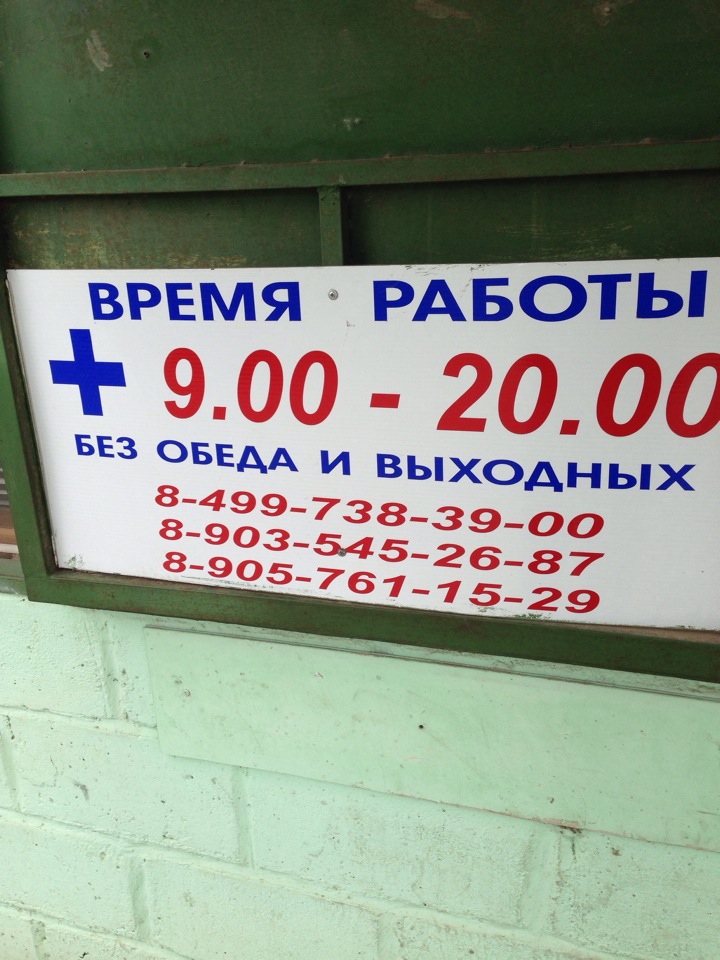 ВРЕМЯ РАБОТЫ
9.00 - 20.00
БЕЗ ОБЕДА И ВЫХОДНЫХ
8-499-738-39-00
8-903-545-26-87
8-905-761-15-29